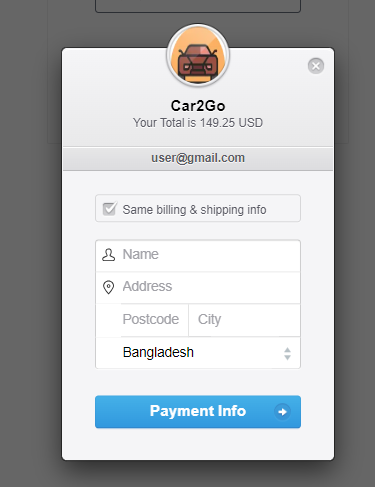 Car2Go
Your Total is 149.25 USD
user@gmail.com
Same billing & shipping info
Name
Address
Postcode City
Bangladesh
Payment Info